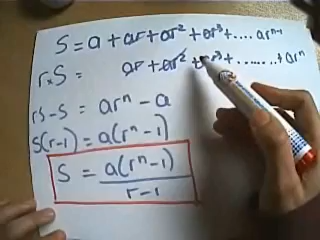 S = a + ar + ar² + ar³ + .... arⁿ⁻¹
r×S = ar + ar² + ar³ + ........ + arⁿ
rS - S = arⁿ - a
S(r-1) = a(rⁿ-1)
S = a(rⁿ-1) / r-1